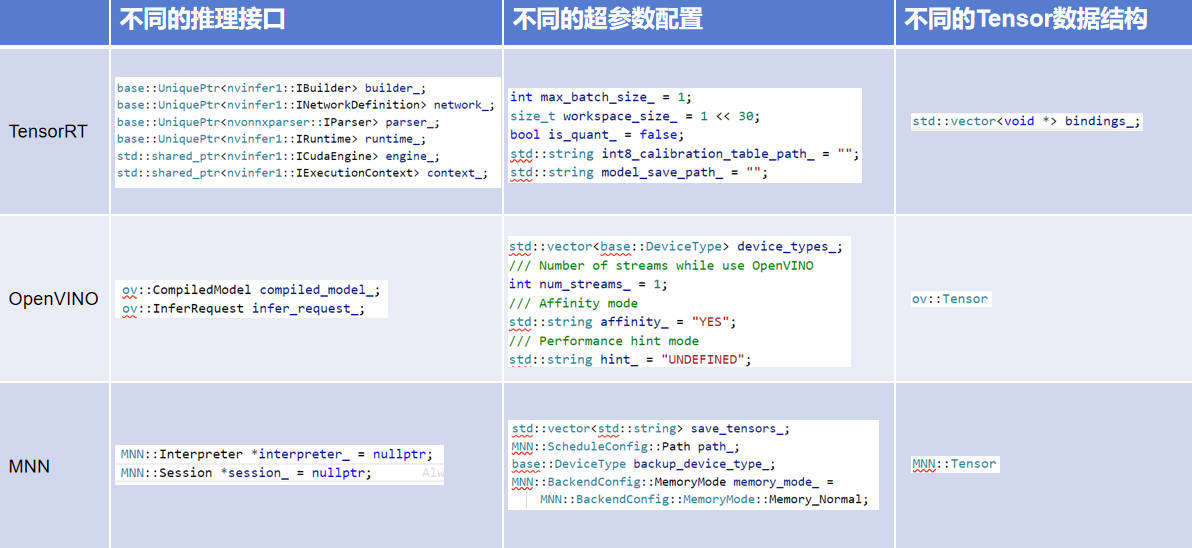 不同的推理接口
不同的超参数配置
不同的Tensor数据结构
TensorRT
base::UniquePtr<nvinfer1::IBuilder> builder_;
base::UniquePtr<nvinfer1::INetworkDefinition> network_;
base::UniquePtr<nvonnxparser::IParser> parser_;
base::UniquePtr<nvinfer1::IRuntime> runtime_;
std::shared_ptr<nvinfer1::ICudaEngine> engine_;
std::shared_ptr<nvinfer1::IExecutionContext> context_;
int max_batch_size_ = 1;
size_t workspace_size_ = 1 << 30;
bool is_quant_ = false;
std::string int8_calibration_table_path_ = "";
std::string model_save_path_ = "";
std::vector<void *> bindings_;
OpenVINO
ov::CompiledModel compiled_model_;
ov::InferRequest infer_request_;
std::vector<base::DeviceType> device_types_;
/// Number of streams while use OpenVINO
int num_streams_ = 1;
/// Affinity mode
std::string affinity_ = "YES";
/// Performance hint mode
std::string hint_ = "UNDEFINED";
ov::Tensor
MNN
MNN::Interpreter *interpreter_ = nullptr;
MNN::Session *session_ = nullptr; Alw
std::vector<std::string> save_tensors_;
MNN::ScheduleConfig::Path path_;
base::DeviceType backup_device_type_;
MNN::BackendConfig::MemoryMode memory_mode_ =
MNN::BackendConfig::MemoryMode::Memory_Normal;
MNN::Tensor